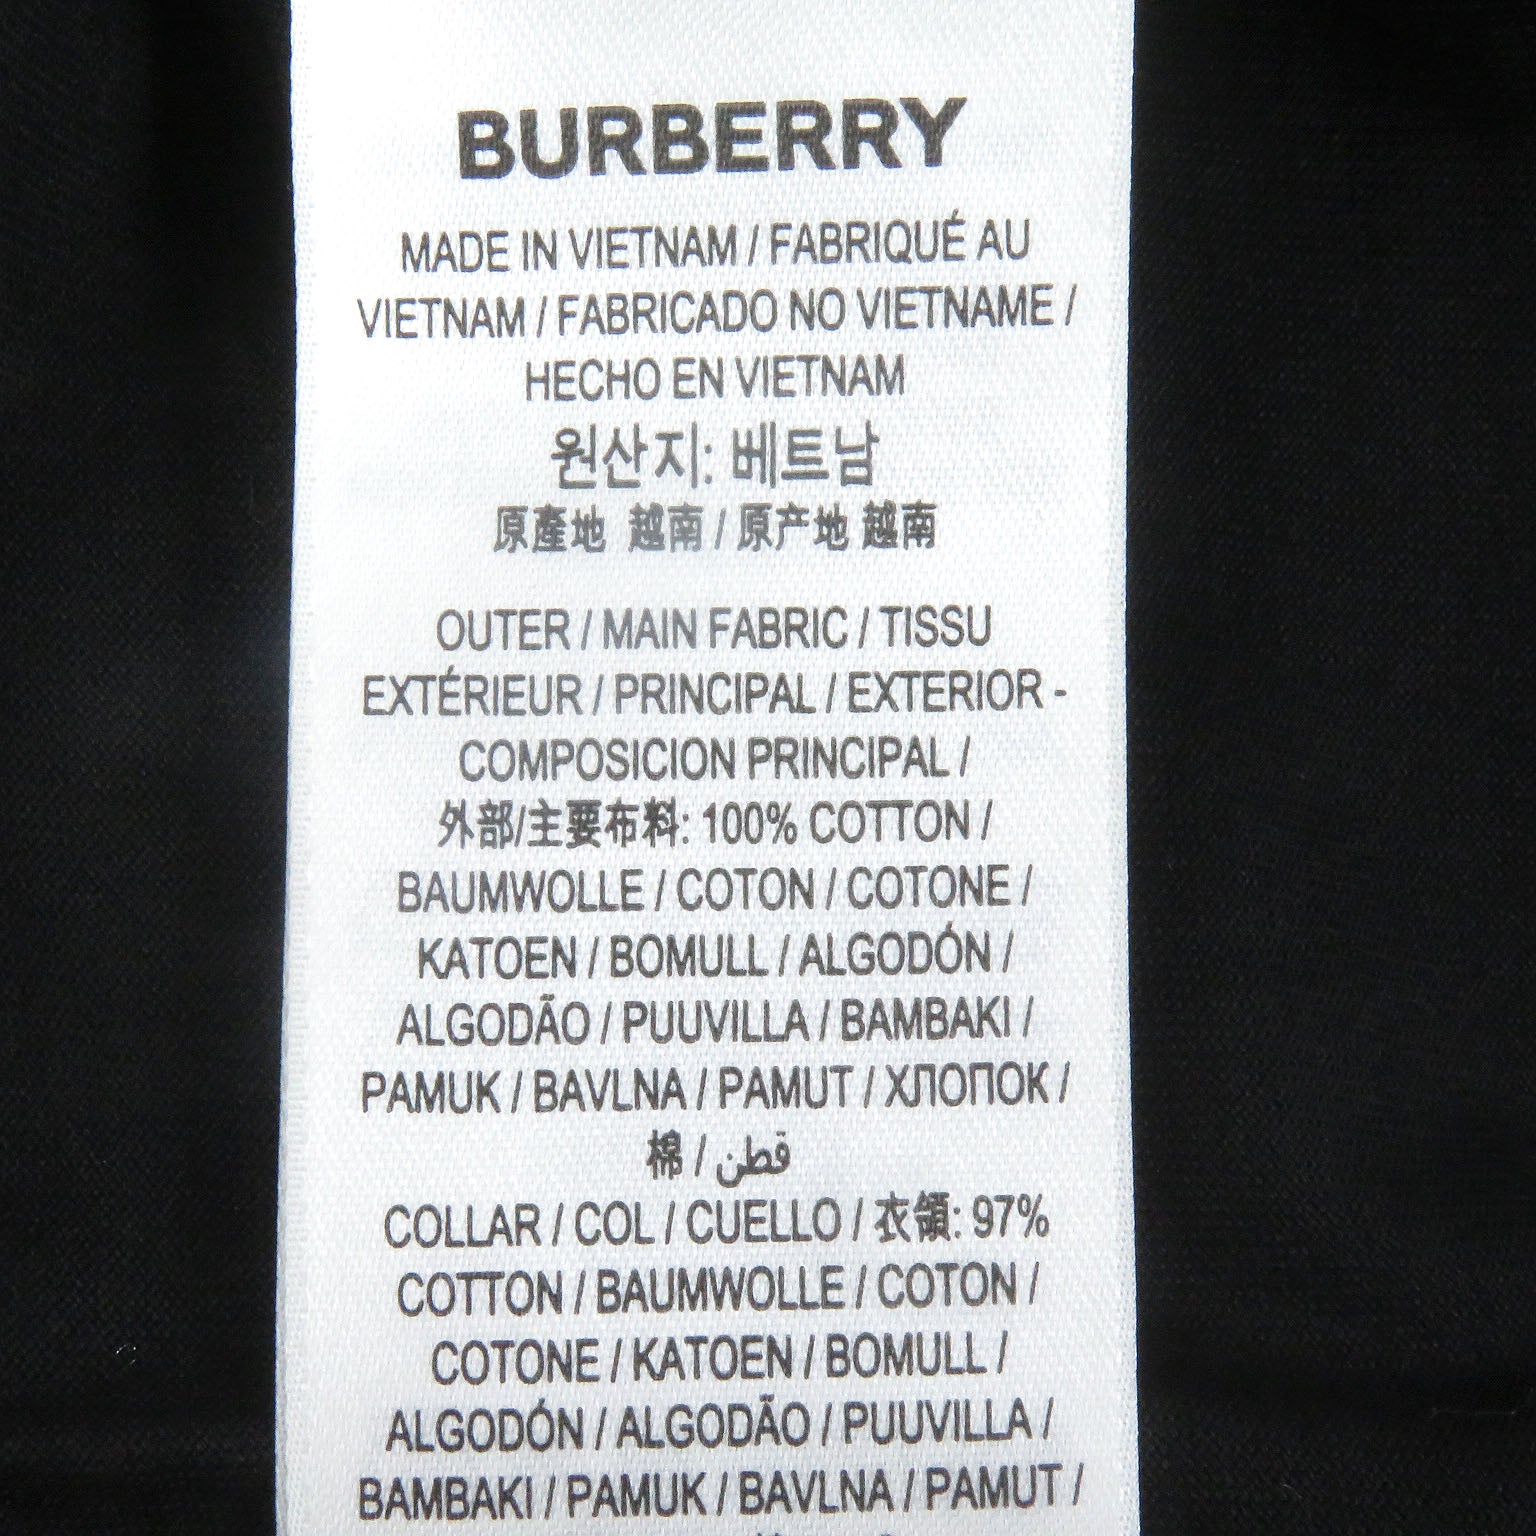 BURBERRY
MADE IN VIETNAM / FABRIQUÉ AU
VIETNAM / FABRICADO NO VIETNAME /
HECHO EN VIETNAM
원산지: 베트남
原產地 越南 / 原产地 越南
OUTER / MAIN FABRIC / TISSU
EXTÉRIEUR / PRINCIPAL / EXTERIOR -
COMPOSICION PRINCIPAL /
外部/主要布料: 100% COTTON /
BAUMWOLLE / COTON / COTONE /
KATOEN / BOMULL / ALGODÓN /
ALGODÃO / PUUVILLA / BAMBAKI /
PAMUK / BAVLNA / PAMUT / ХЛОПОК /
棉 / قطن
COLLAR / COL / CUELLO / 衣領: 97%
COTTON / BAUMWOLLE / COTON /
COTONE / KATOEN / BOMULL /
ALGODÓN / ALGODÃO / PUUVILLA /
BAMBAKI / PAMUK / BAVLNA / PAMUT /